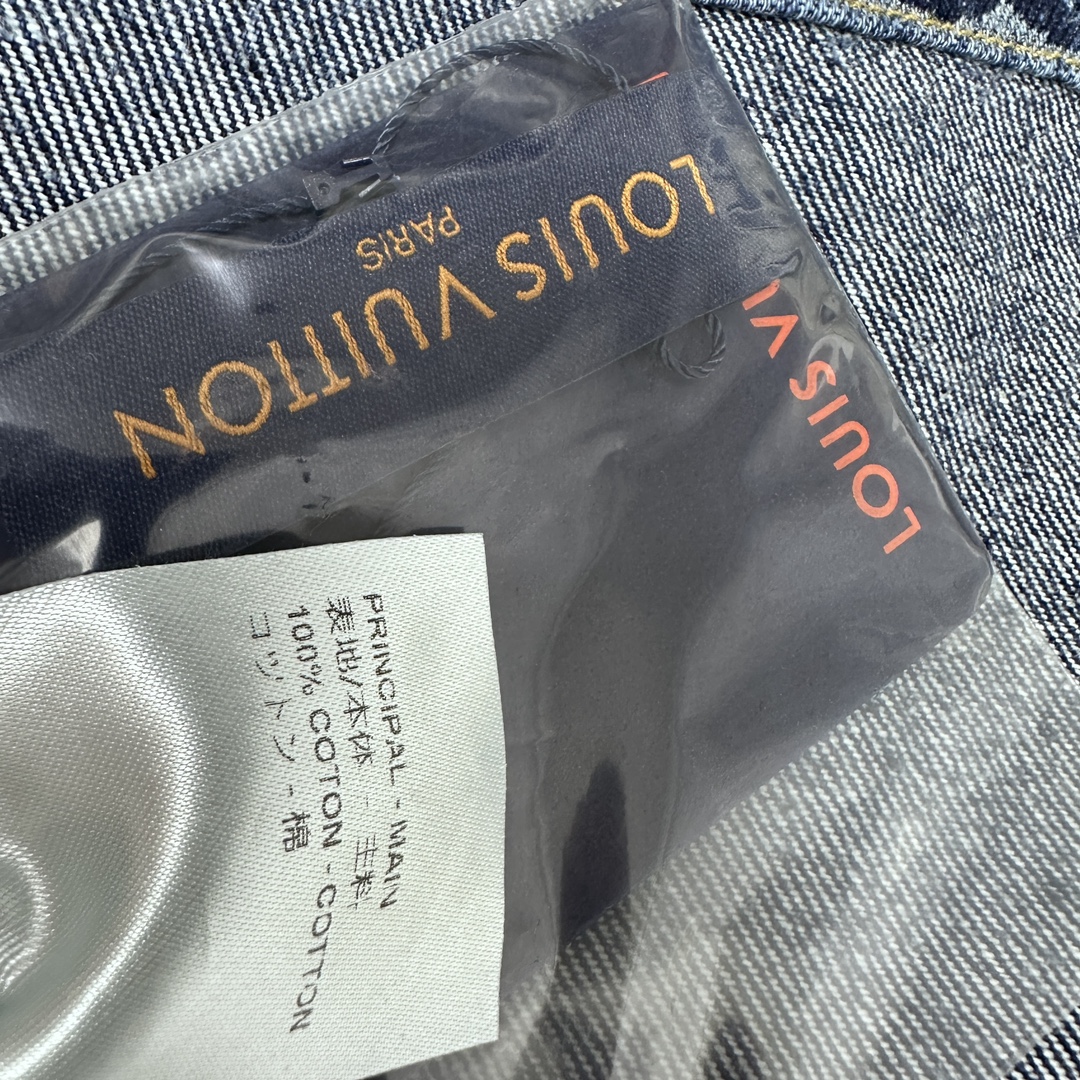 LOUIS VUITTON
PARIS
LOUIS V
PRINCIPAL - MAIN
表地/本体 - 主料
100% COTTON - COTTON
コットン - 棉